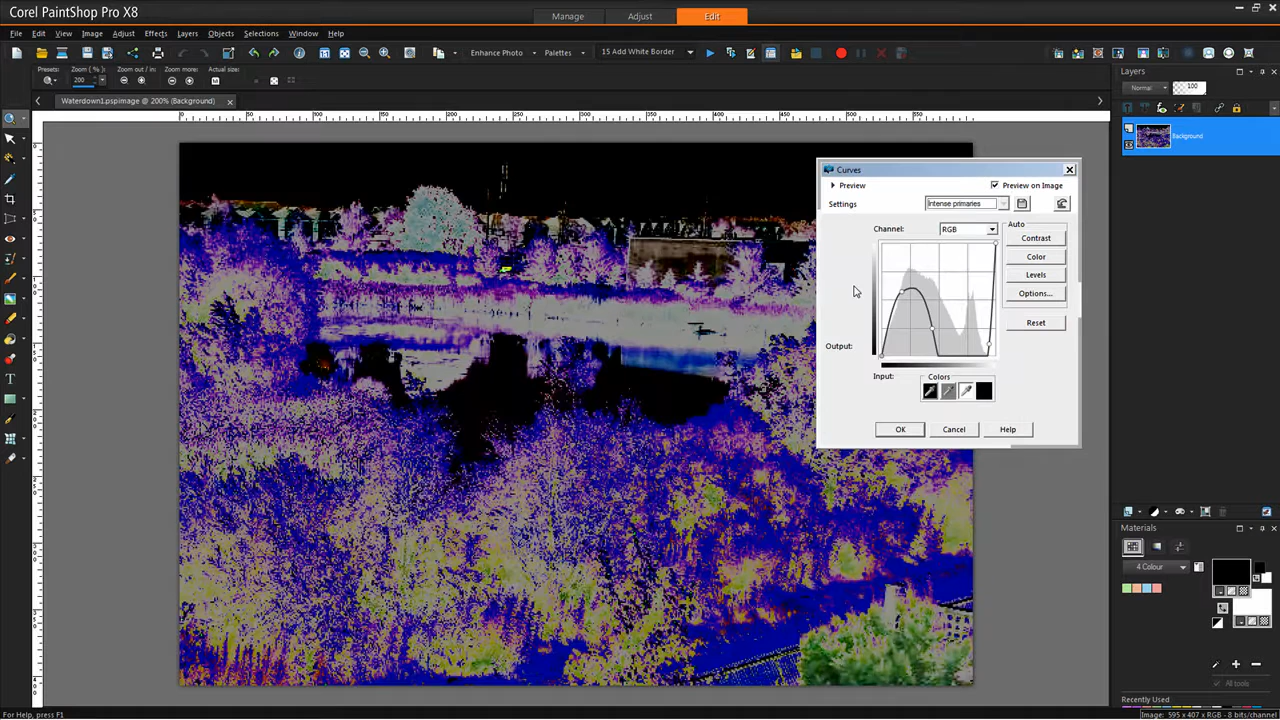 Corel PaintShop Pro X8
Manage
Adjust
Edit
File Edit View Image Adjust Effects Layers Objects Selections Window Help
Enhance Photo
Palettes
15 Add White Border
Presets:
Zoom ( % ):
Zoom out / in:
Zoom more:
Actual size:
200
Waterdown1.pspimage @ 200% (Background)
Layers
Normal
100
Background
Curves
Preview
Preview on Image
Settings
Intense primaries
Channel:
RGB
Auto
Contrast
Color
Levels
Options...
Reset
Output:
Input:
Colors
OK
Cancel
Help
Materials
4 Colour
All tools
Recently Used
For Help, press F1
Image: 595 x 407 x RGB - 8 bits/channel